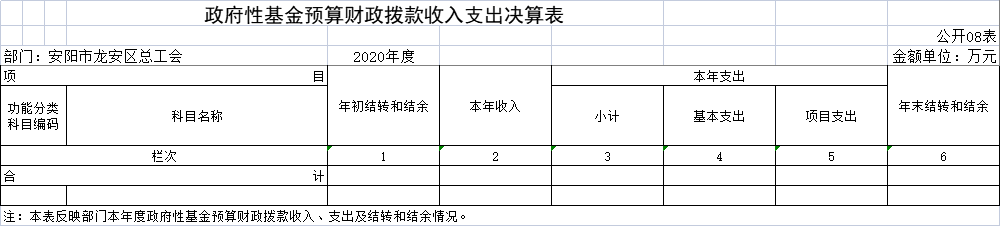 政府性基金预算财政拨款收入支出决算表
公开08表
部门：安阳市龙安区总工会 2020年度 金额单位：万元
项 目 年初结转和结余 本年收入 本年支出 年末结转和结余
功能分类科目编码 科目名称 小计 基本支出 项目支出
栏次 1 2 3 4 5 6
合 计
注：本表反映部门本年度政府性基金预算财政拨款收入、支出及结转和结余情况。